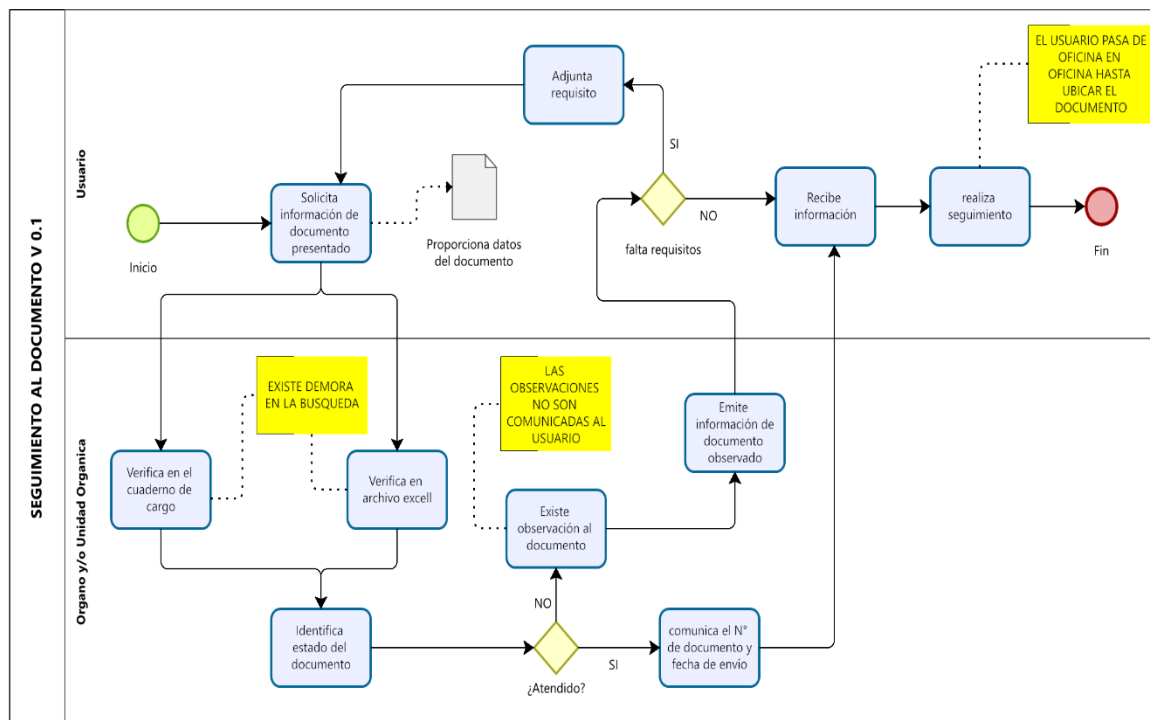 SEGUIMIENTO AL DOCUMENTO V 0.1
Usuario
Inicio
Solicita
información de
documento
presentado
Proporciona datos
del documento
Adjunta
requisito
SI
NO
falta requisitos
Recibe
información
realiza
seguimiento
EL USUARIO PASA DE
OFICINA EN
OFICINA HASTA
UBICAR EL
DOCUMENTO
Fin
Organo y/o Unidad Organica
Verifica en el
cuaderno de
cargo
EXISTE DEMORA
EN LA BUSQUEDA
Verifica en
archivo excell
Identifica
estado del
documento
¿Atendido?
NO
SI
Existe
observación al
documento
LAS
OBSERVACIONES
NO SON
COMUNICADAS AL
USUARIO
Emite
información de
documento
observado
comunica el N°
de documento y
fecha de envío